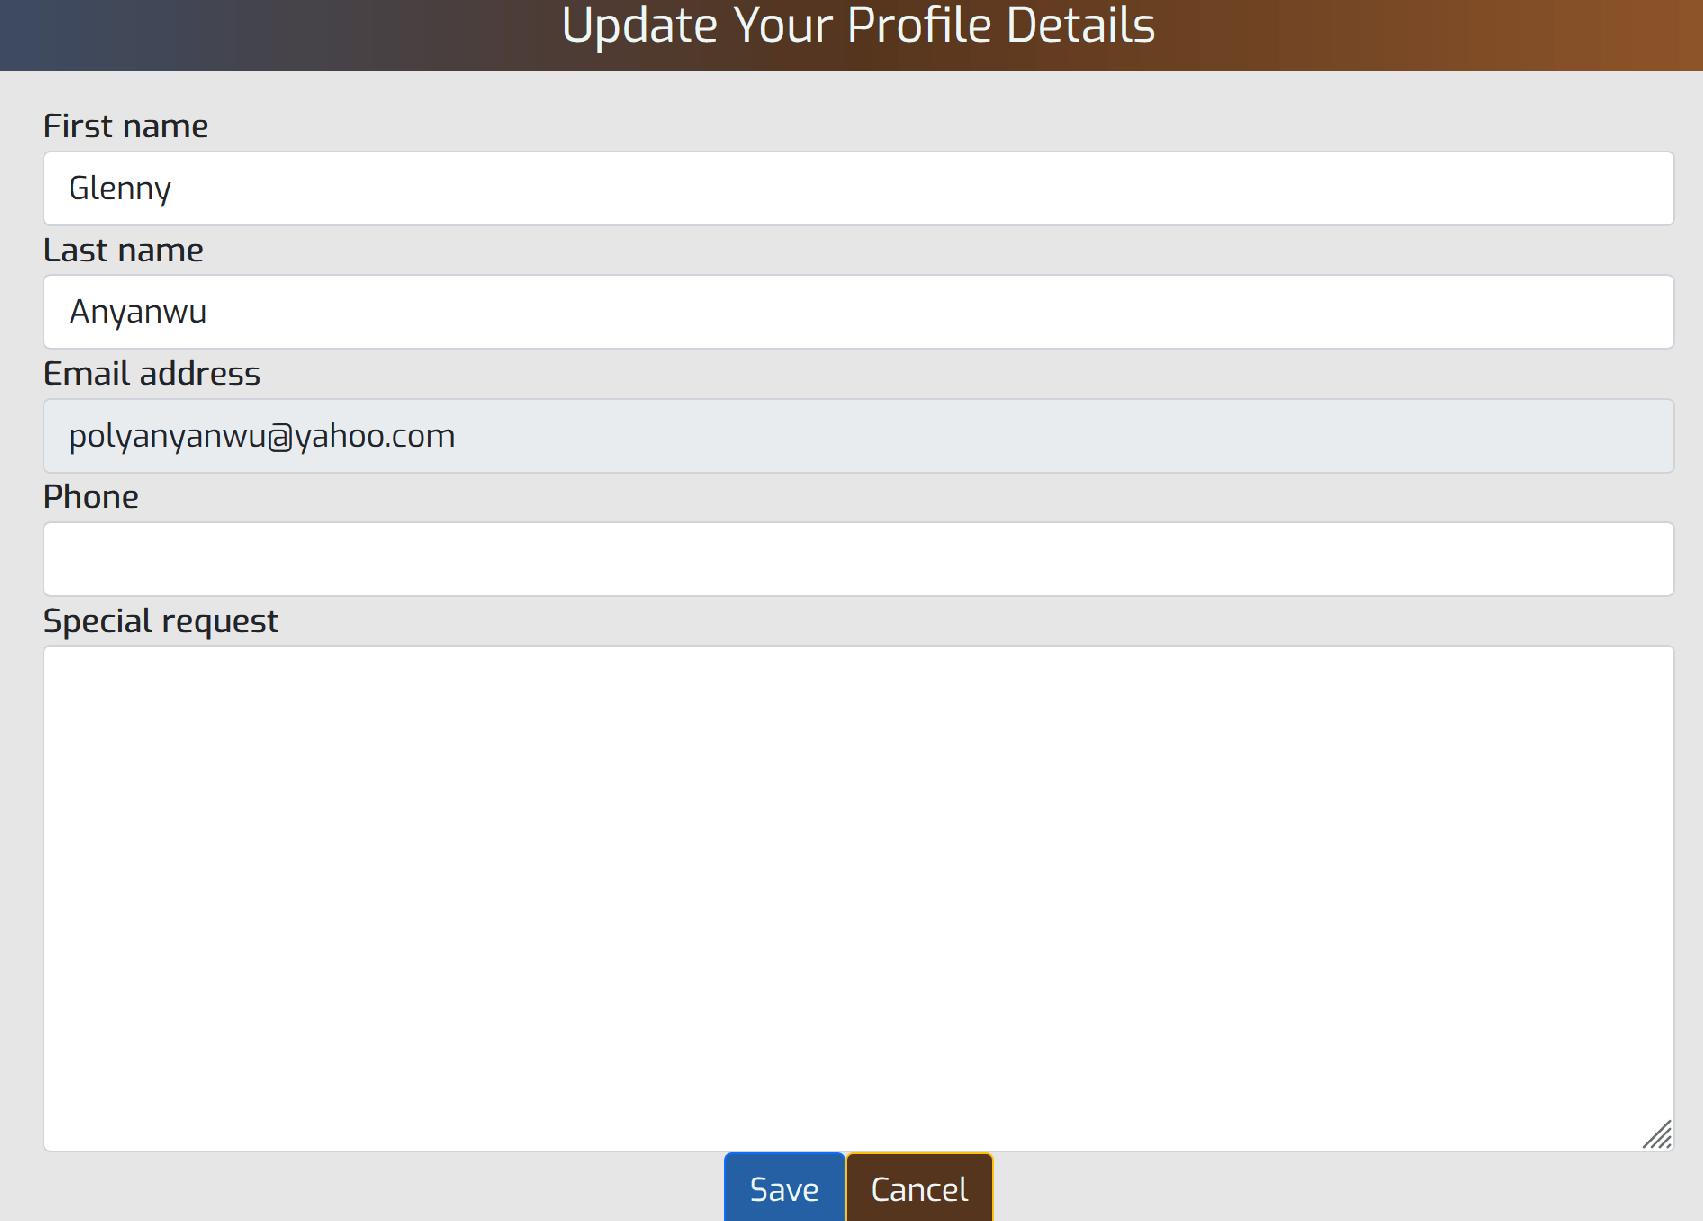 Update Your Profile Details
First name
Glenny
Last name
Anyanwu
Email address
polyanyanwu@yahoo.com
Phone
Special request
Save Cancel